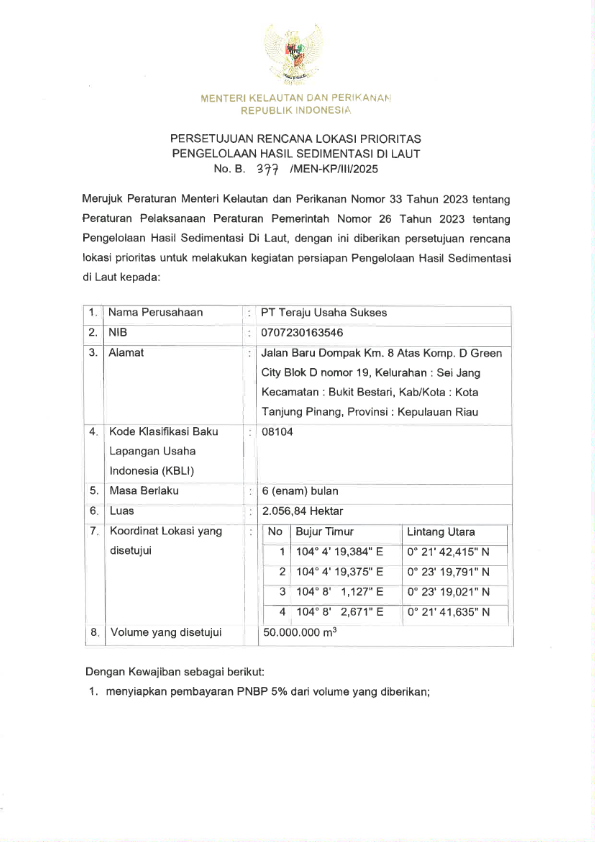 MENTERI KELAUTAN DAN PERIKANAN
REPUBLIK INDONESIA
PERSETUJUAN RENCANA LOKASI PRIORITAS
PENGELOLAAN HASIL SEDIMENTASI DI LAUT
No. B. 377 /MEN-KP/III/2025
Merujuk Peraturan Menteri Kelautan dan Perikanan Nomor 33 Tahun 2023 tentang
Peraturan Pelaksanaan Peraturan Pemerintah Nomor 26 Tahun 2023 tentang
Pengelolaan Hasil Sedimentasi Di Laut, dengan ini diberikan persetujuan rencana
lokasi prioritas untuk melakukan kegiatan persiapan Pengelolaan Hasil Sedimentasi
di Laut kepada:
1. Nama Perusahaan : PT Teraju Usaha Sukses
2. NIB : 0707230163546
3. Alamat : Jalan Baru Dompak Km. 8 Atas Komp. D Green
City Blok D nomor 19, Kelurahan : Sei Jang
Kecamatan : Bukit Bestari, Kab/Kota : Kota
Tanjung Pinang, Provinsi : Kepulauan Riau
4. Kode Klasifikasi Baku : 08104
Lapangan Usaha
Indonesia (KBLI)
5. Masa Berlaku : 6 (enam) bulan
6. Luas : 2.056,84 Hektar
7. Koordinat Lokasi yang : No Bujur Timur Lintang Utara
disetujui 1 104° 4' 19,384" E 0° 21' 42,415" N
2 104° 4' 19,375" E 0° 23' 19,791" N
3 104° 8' 1,127" E 0° 23' 19,021" N
4 104° 8' 2,671" E 0° 21' 41,635" N
8. Volume yang disetujui 50.000.000 m³
Dengan Kewajiban sebagai berikut:
1. menyiapkan pembayaran PNBP 5% dari volume yang diberikan;